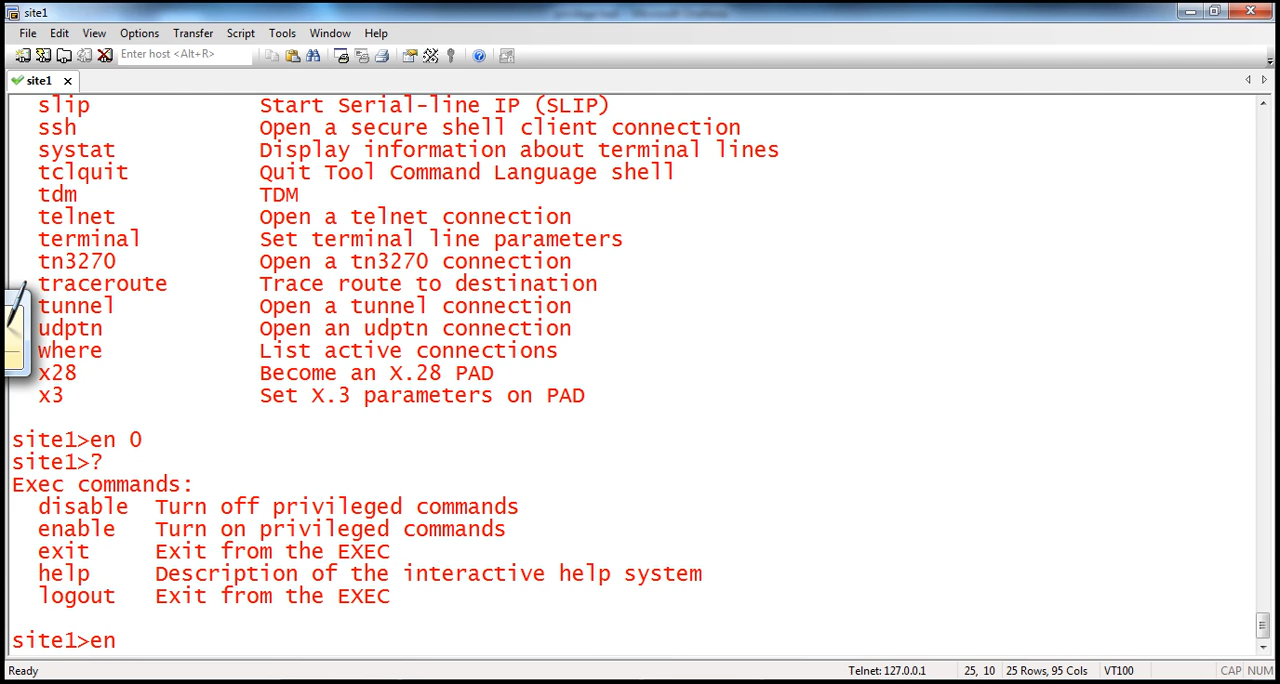 site1
File Edit View Options Transfer Script Tools Window Help
Enter host <Alt+R>
site1
slip Start Serial-line IP (SLIP)
ssh Open a secure shell client connection
systat Display information about terminal lines
tclquit Quit Tool Command Language shell
tdm TDM
telnet Open a telnet connection
terminal Set terminal line parameters
tn3270 Open a tn3270 connection
traceroute Trace route to destination
tunnel Open a tunnel connection
udptn Open an udptn connection
where List active connections
x28 Become an X.28 PAD
x3 Set X.3 parameters on PAD
site1>en 0
site1>?
Exec commands:
disable Turn off privileged commands
enable Turn on privileged commands
exit Exit from the EXEC
help Description of the interactive help system
logout Exit from the EXEC
site1>en
Ready Telnet: 127.0.0.1 25, 10 25 Rows, 95 Cols VT100 CAP NUM